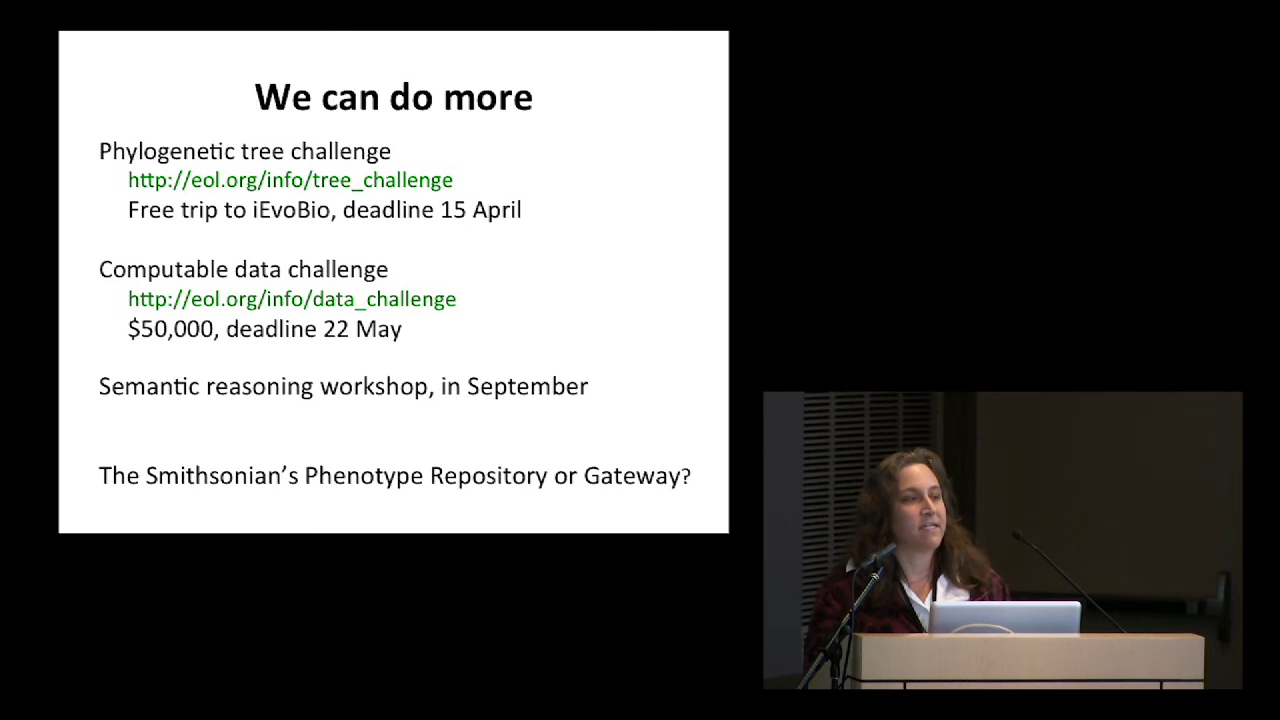 We can do more
Phylogenetic tree challenge
http://eol.org/info/tree_challenge
Free trip to iEvoBio, deadline 15 April
Computable data challenge
http://eol.org/info/data_challenge
$50,000, deadline 22 May
Semantic reasoning workshop, in September
The Smithsonian’s Phenotype Repository or Gateway?